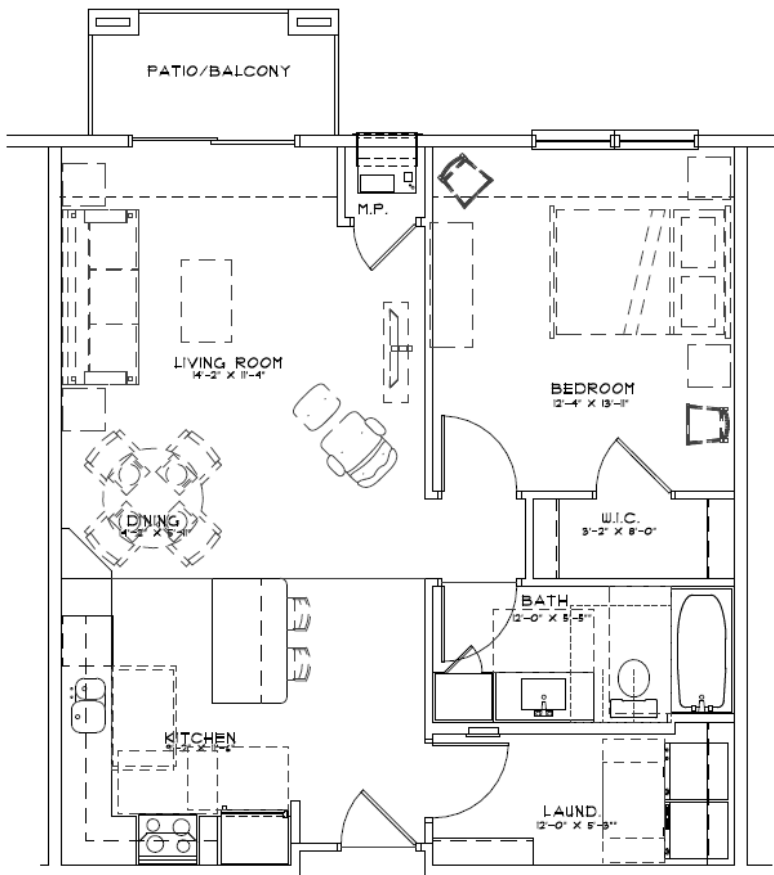 PATIO/BALCONY
M.P.
LIVING ROOM
14'-2" X 11'-4"
BEDROOM
12'-4" X 13'-11"
DINING
W.I.C.
3'-2" X 8'-0"
BATH
12'-0" X 5'-5"
KITCHEN
LAUND.
12'-0" X 5'-3"